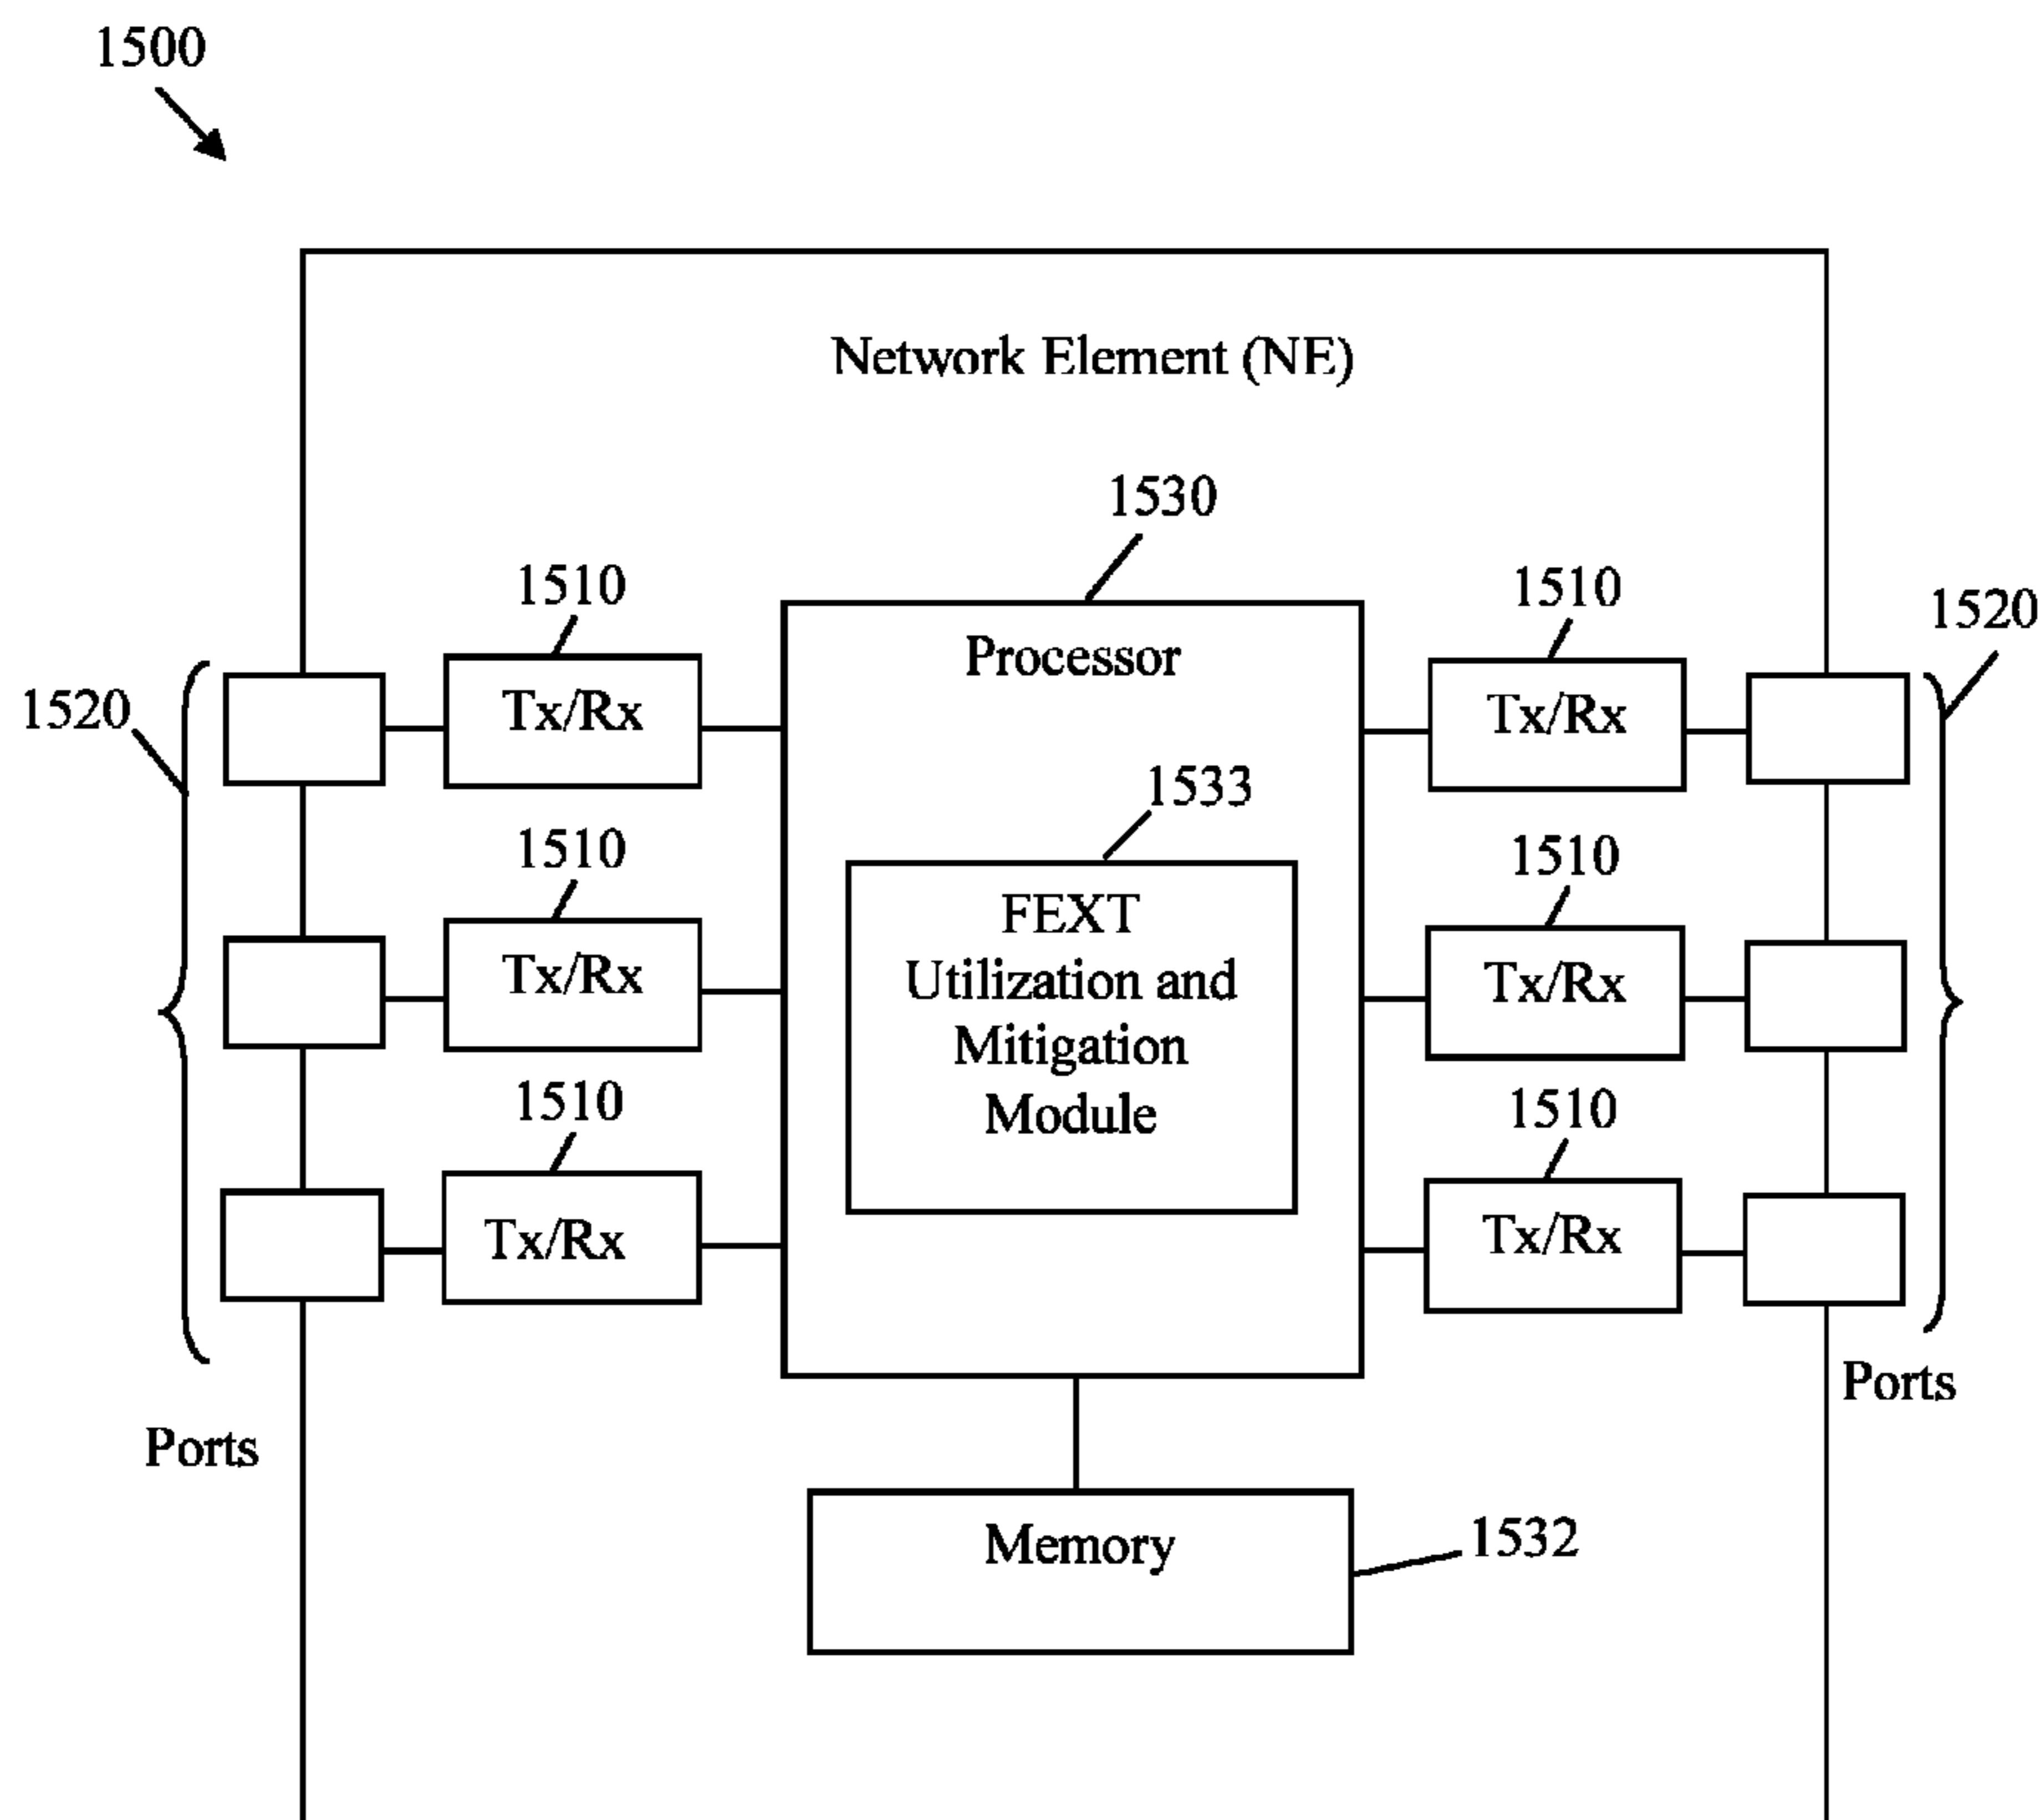 1500
Network Element (NE)
1530
1510
1510
1520
Processor
1520
Tx/Rx
Tx/Rx
1533
1510
1510
FEXT
Utilization and
Mitigation
Module
Tx/Rx
Tx/Rx
1510
1510
Tx/Rx
Tx/Rx
Ports
Ports
Memory
1532